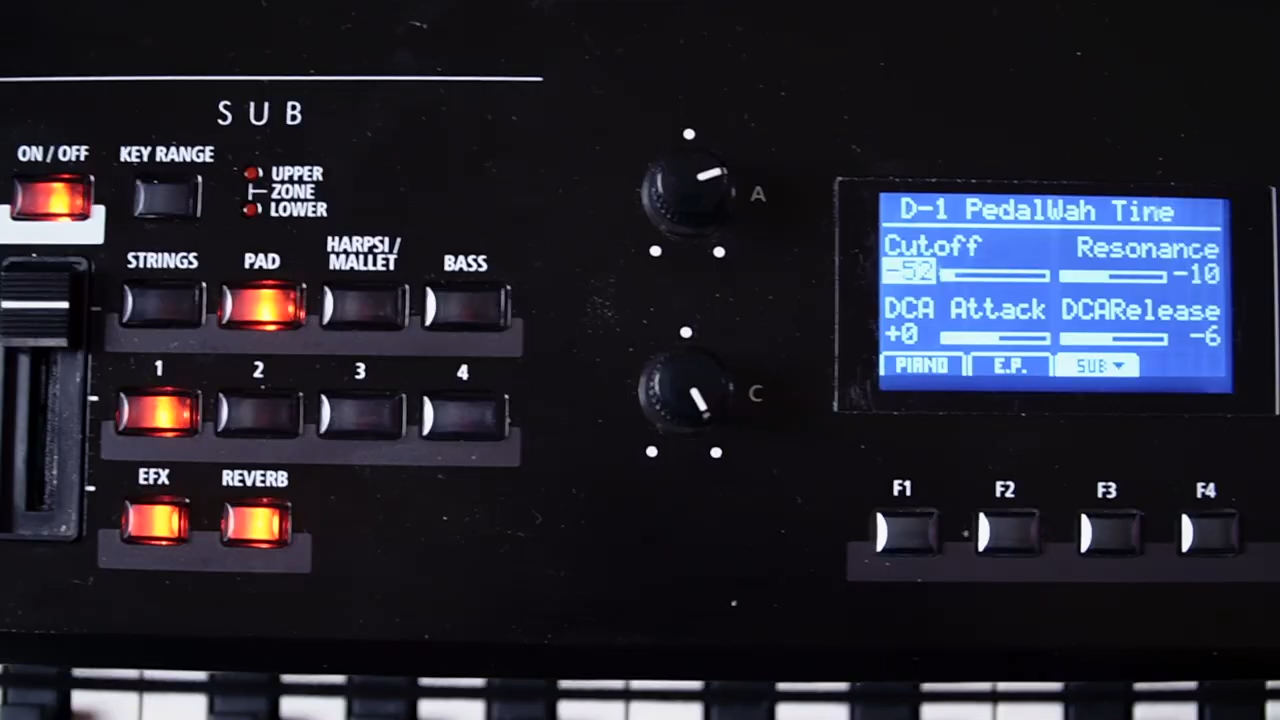 SUB
ON / OFF KEY RANGE
UPPER
ZONE
LOWER
STRINGS PAD HARPSI / MALLET BASS
1 2 3 4
EFX REVERB
A
C
D-1 PedalWah Tine
Cutoff Resonance
-52 -10
DCA Attack DCARelease
+0 -6
PIANO E.P. SUB
F1 F2 F3 F4